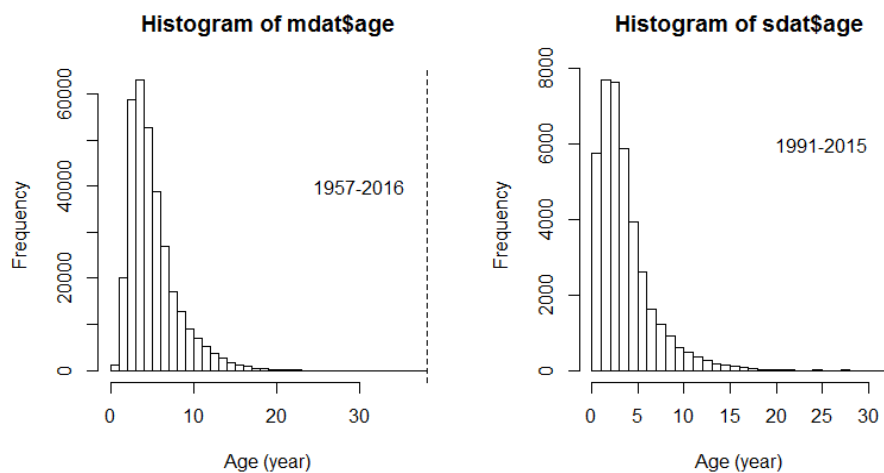 Histogram of mdat$age
Frequency
60000
40000
20000
0
1957-2016
0 10 20 30
Age (year)
Histogram of sdat$age
Frequency
8000
6000
4000
2000
0
1991-2015
0 5 10 15 20 25 30
Age (year)